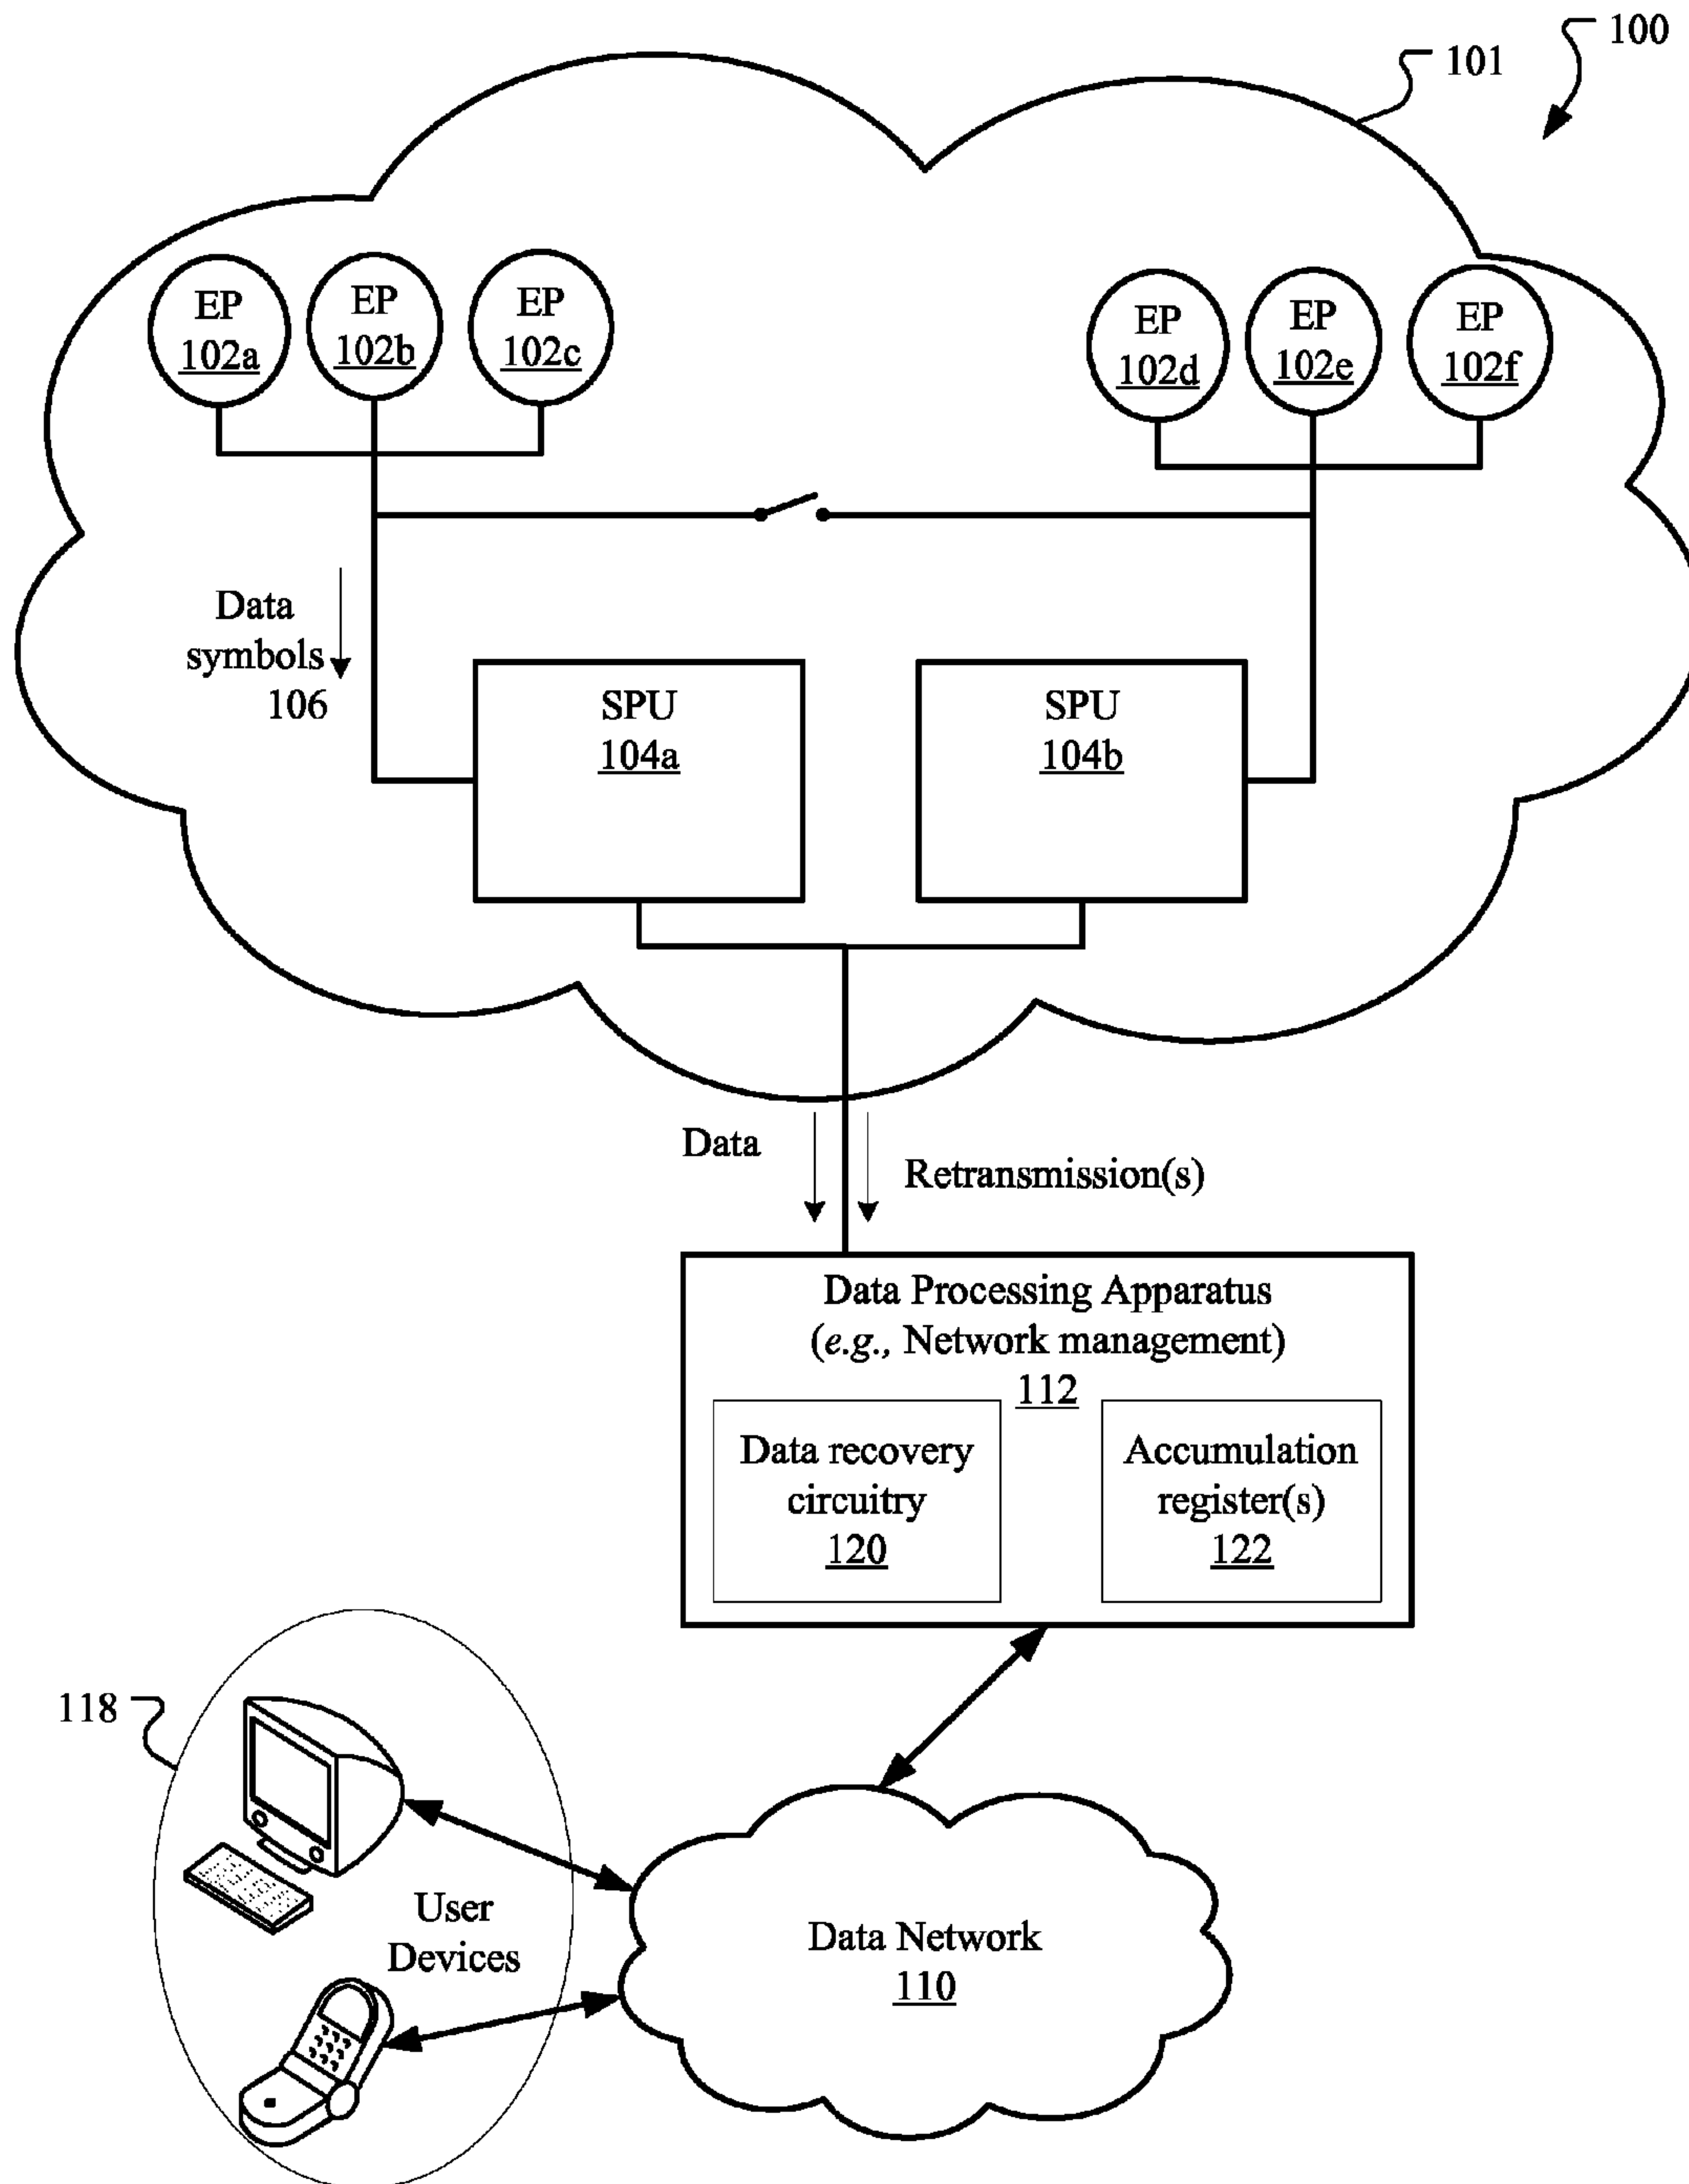 100
101
EP
102a
EP
102b
EP
102c
EP
102d
EP
102e
EP
102f
Data
symbols
106
SPU
104a
SPU
104b
Data
Retransmission(s)
Data Processing Apparatus
(e.g., Network management)
112
Data recovery
circuitry
120
Accumulation
register(s)
122
118
User
Devices
Data Network
110